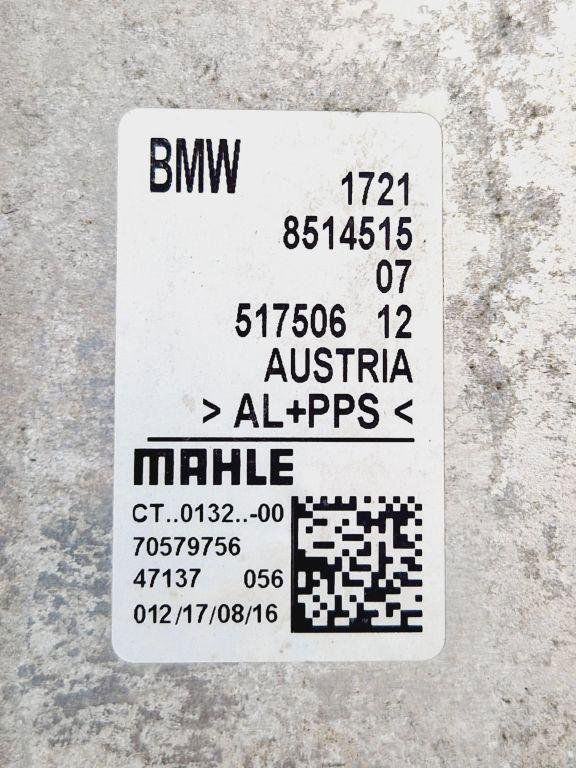 BMW 1721
8514515
07
517506 12
AUSTRIA
> AL+PPS <
MAHLE
CT..0132..-00
70579756
47137 056
012/17/08/16